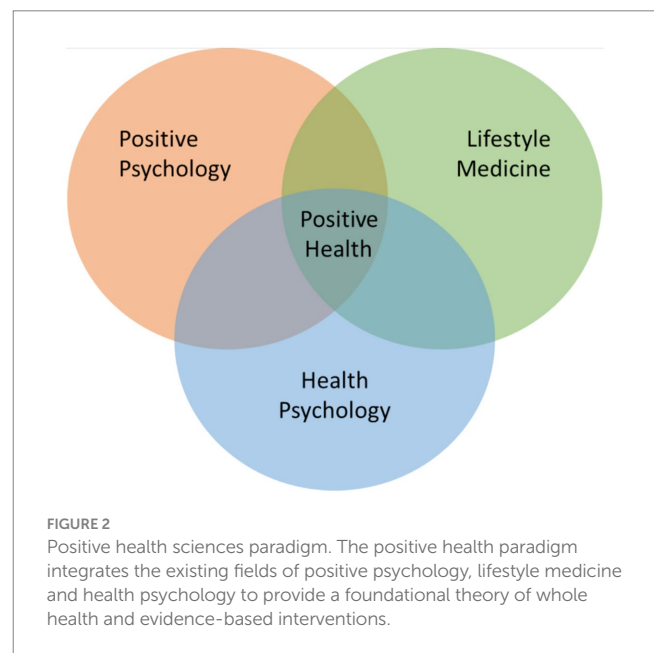 Positive
Psychology
Lifestyle
Medicine
Positive
Health
Health
Psychology
FIGURE 2
Positive health sciences paradigm. The positive health paradigm
integrates the existing fields of positive psychology, lifestyle medicine
and health psychology to provide a foundational theory of whole
health and evidence-based interventions.